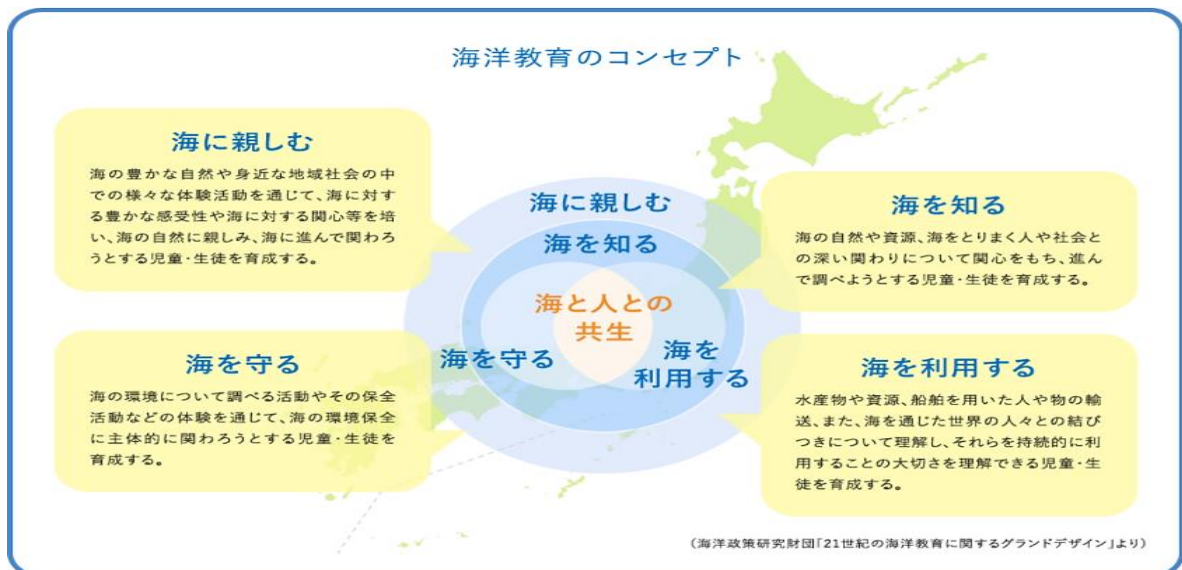 海洋教育のコンセプト
海に親しむ
海の豊かな自然や身近な地域社会の中
での様々な体験活動を通じて、海に対す
る豊かな感受性や海に対する関心等を培
い、海の自然に親しみ、海に進んで関わろ
うとする児童・生徒を育成する。
海に親しむ
海を知る
海と人との
共生
海を守る
海を
利用する
海を知る
海の自然や資源、海をとりまく人や社会と
の深い関わりについて関心をもち、進ん
で調べようとする児童・生徒を育成する。
海を守る
海の環境について調べる活動やその保全
活動などの体験を通じて、海の環境保全
に主体的に関わろうとする児童・生徒を
育成する。
海を利用する
水産物や資源、船舶を用いた人や物の輸
送、また、海を通じた世界の人々との結び
つきについて理解し、それらを持続的に利
用することの大切さを理解できる児童・生
徒を育成する。
（海洋政策研究財団「21世紀の海洋教育に関するグランドデザイン」より）